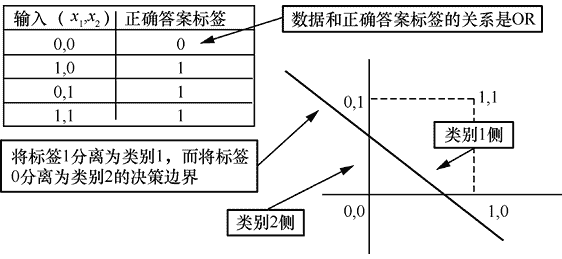 输入（x₁,x₂） 正确答案标签
0,0 0
1,0 1
0,1 1
1,1 1
数据和正确答案标签的关系是OR
将标签1分离为类别1，而将标签
0分离为类别2的决策边界
0,1
1,1
类别1侧
类别2侧
0,0
1,0